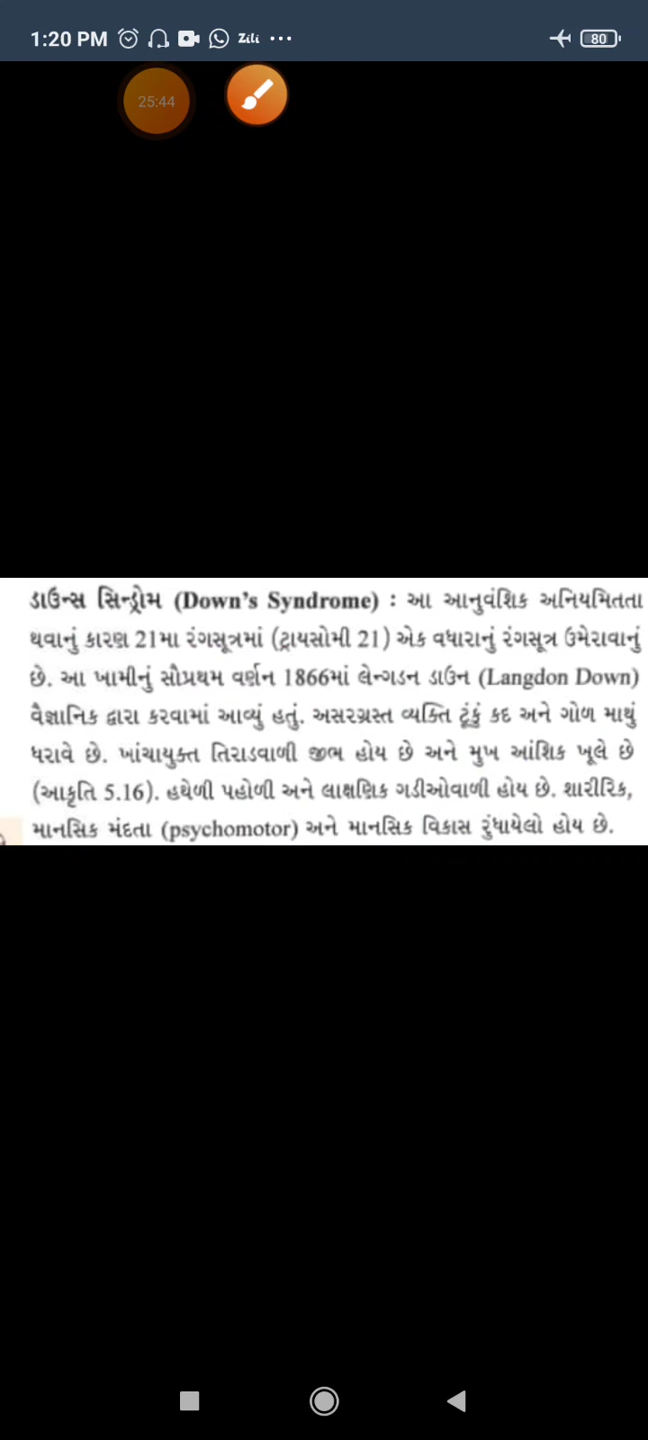 1:20 PM Zili ... 80
25:44
ડાઉન્સ સિન્ડ્રોમ (Down's Syndrome) : આ આનુવંશિક અનિયમિતતા
થવાનું કારણ 21મા રંગસૂત્રમાં (ટ્રાયસોમી 21) એક વધારાનું રંગસૂત્ર ઉમેરાવાનું
છે. આ ખામીનું સૌપ્રથમ વર્ણન 1866માં લેન્ગડન ડાઉન (Langdon Down)
વૈજ્ઞાનિક દ્વારા કરવામાં આવ્યું હતું. અસરગ્રસ્ત વ્યક્તિ ટૂંકું કદ અને ગોળ માથું
ધરાવે છે. ખાંચાયુક્ત તિરાડવાળી જીભ હોય છે અને મુખ આંશિક ખૂલે છે
(આકૃતિ 5.16). હથેળી પહોળી અને લાક્ષણિક ગડીઓવાળી હોય છે. શારીરિક,
માનસિક મંદતા (psychomotor) અને માનસિક વિકાસ રુંધાયેલો હોય છે.